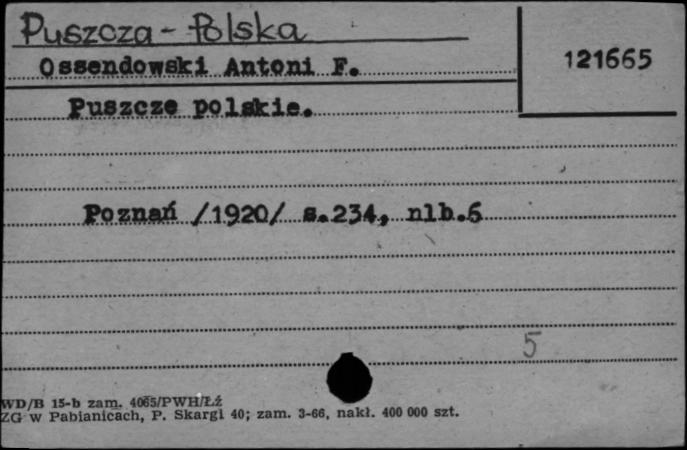 Puszcza - Polska
Ossendowski Antoni F.
121665
Puszcze polskie.
Poznań /1920/ s.234, nlb.6
5
WD/B 15-b zam. 4065/PWH/Łź
ZG w Pabianicach, P. Skargi 40; zam. 3-66, nakł. 400 000 szt.